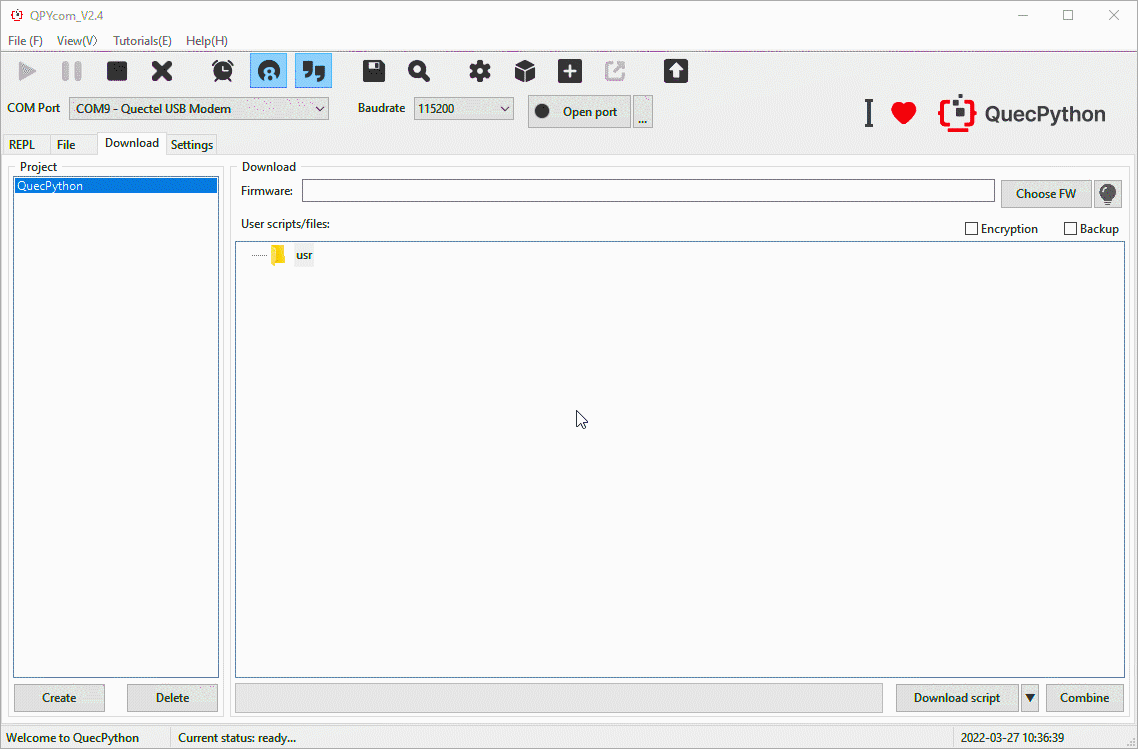 QPYcom_V2.4
File (F) View(V) Tutorials(E) Help(H)
COM Port COM9 - Quectel USB Modem Baudrate 115200 Open port ... I QuecPython
REPL File Download Settings
Project Download
QuecPython
Firmware: Choose FW
User scripts/files: Encryption Backup
usr
Create Delete Download script Combine
Welcome to QuecPython Current status: ready... 2022-03-27 10:36:39